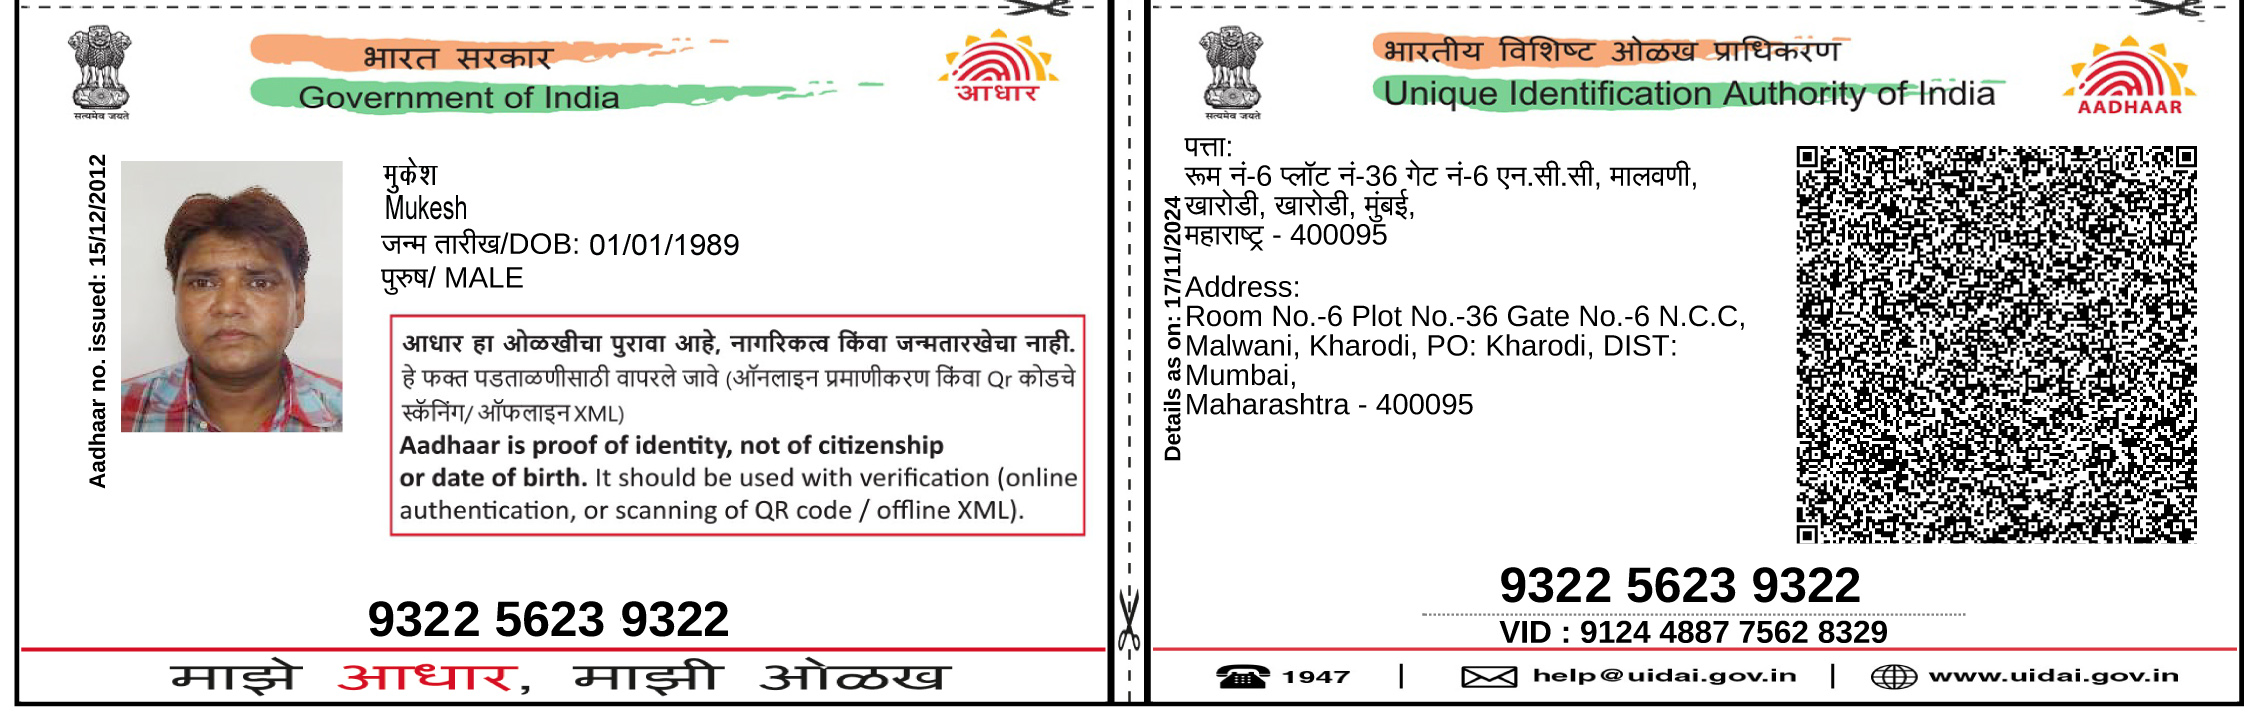 भारत सरकार
Government of India
सत्यमेव जयते
आधार
Aadhaar no. issued: 15/12/2012
मुकेश
Mukesh
जन्म तारीख/DOB: 01/01/1989
पुरुष/ MALE
आधार हा ओळखीचा पुरावा आहे, नागरिकत्व किंवा जन्मतारखेचा नाही.
हे फक्त पडताळणीसाठी वापरले जावे (ऑनलाइन प्रमाणीकरण किंवा Qr कोडचे
स्कॅनिंग/ ऑफलाइन XML)
Aadhaar is proof of identity, not of citizenship
or date of birth. It should be used with verification (online
authentication, or scanning of QR code / offline XML).
9322 5623 9322
माझे आधार, माझी ओळख
भारतीय विशिष्ट ओळख प्राधिकरण
Unique Identification Authority of India
सत्यमेव जयते
AADHAAR
Details as on: 17/11/2024
पत्ता:
रूम नं-6 प्लॉट नं-36 गेट नं-6 एन.सी.सी, मालवणी,
खारोडी, खारोडी, मुंबई,
महाराष्ट्र - 400095
Address:
Room No.-6 Plot No.-36 Gate No.-6 N.C.C,
Malwani, Kharodi, PO: Kharodi, DIST:
Mumbai,
Maharashtra - 400095
9322 5623 9322
VID : 9124 4887 7562 8329
1947 | help@uidai.gov.in | www.uidai.gov.in